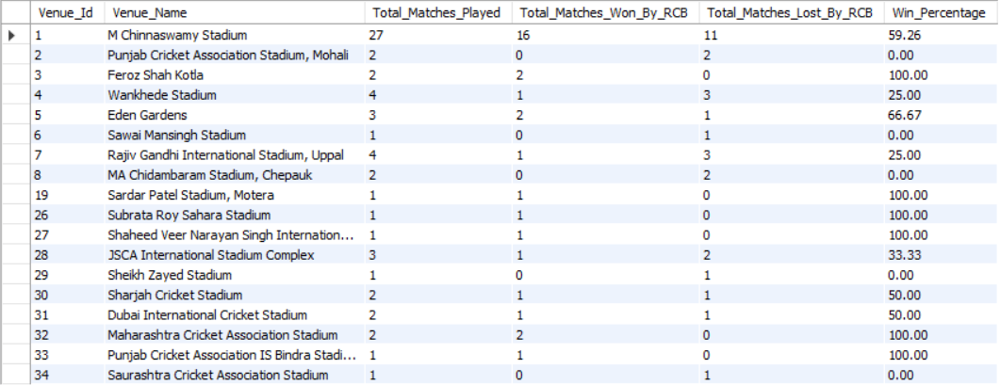 Venue_Id Venue_Name Total_Matches_Played Total_Matches_Won_By_RCB Total_Matches_Lost_By_RCB Win_Percentage
1 M Chinnaswamy Stadium 27 16 11 59.26
2 Punjab Cricket Association Stadium, Mohali 2 0 2 0.00
3 Feroz Shah Kotla 2 2 0 100.00
4 Wankhede Stadium 4 1 3 25.00
5 Eden Gardens 3 2 1 66.67
6 Sawai Mansingh Stadium 1 0 1 0.00
7 Rajiv Gandhi International Stadium, Uppal 4 1 3 25.00
8 MA Chidambaram Stadium, Chepauk 2 0 2 0.00
19 Sardar Patel Stadium, Motera 1 1 0 100.00
26 Subrata Roy Sahara Stadium 1 1 0 100.00
27 Shaheed Veer Narayan Singh Internation... 1 1 0 100.00
28 JSCA International Stadium Complex 3 1 2 33.33
29 Sheikh Zayed Stadium 1 0 1 0.00
30 Sharjah Cricket Stadium 2 1 1 50.00
31 Dubai International Cricket Stadium 2 1 1 50.00
32 Maharashtra Cricket Association Stadium 2 2 0 100.00
33 Punjab Cricket Association IS Bindra Stadi... 1 1 0 100.00
34 Saurashtra Cricket Association Stadium 1 0 1 0.00